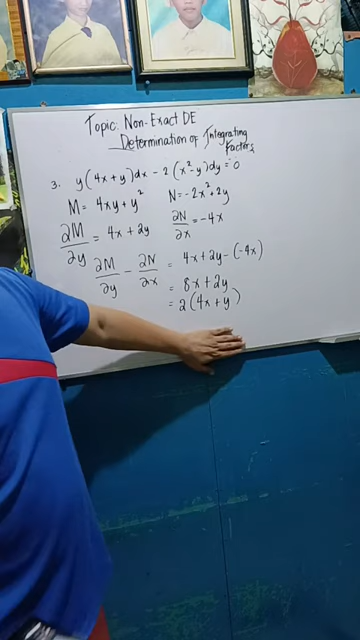 Topic: Non-Exact DE
Determination of Integrating Factors
3. y(4x+y)dx - 2(x²-y)dy = 0
M = 4xy + y² N = -2x² + 2y
∂M/∂y = 4x + 2y ∂N/∂x = -4x
∂M/∂y - ∂N/∂x = 4x + 2y - (-4x)
= 8x + 2y
= 2(4x + y)